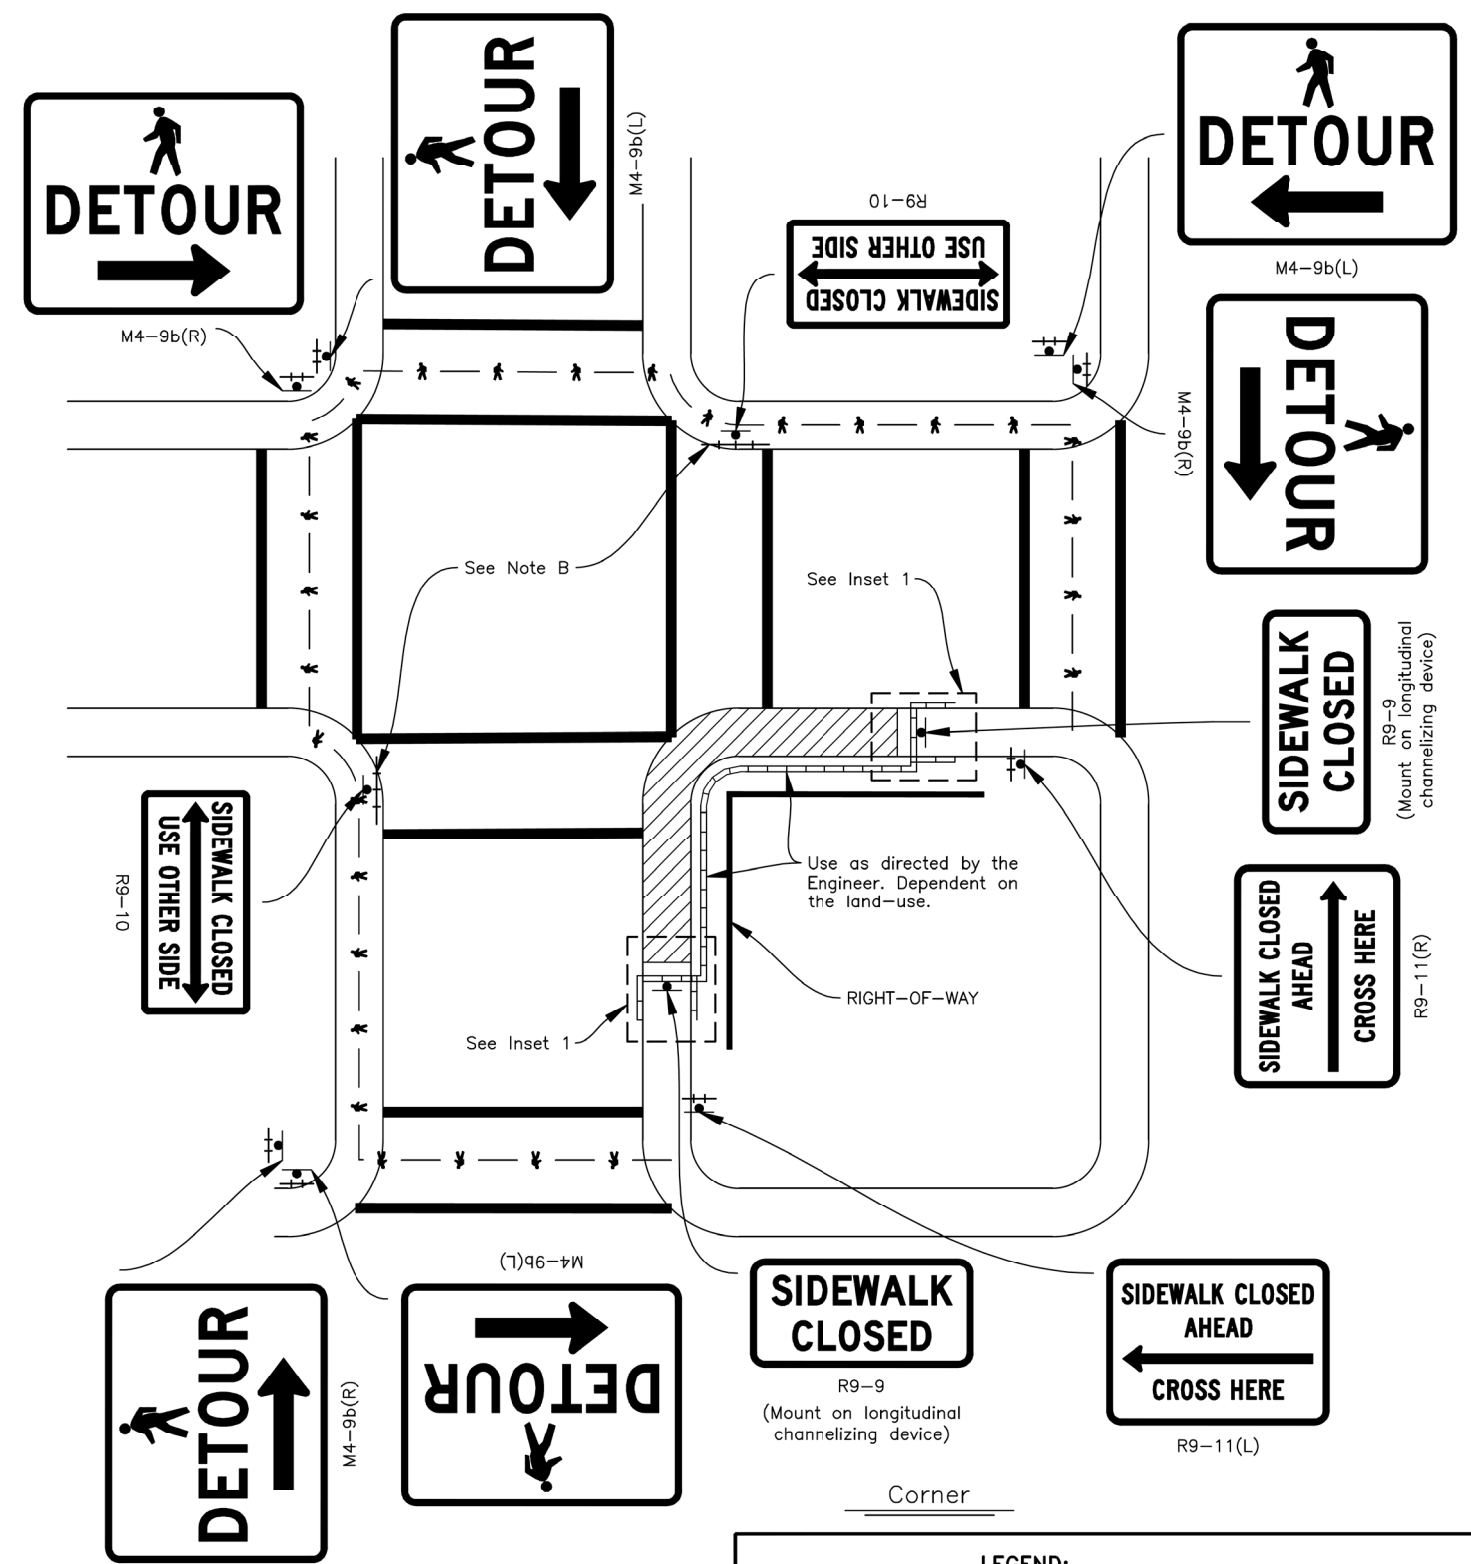 DETOUR
M4-9b(R)
DETOUR
M4-9b(L)
R9-10
SIDEWALK CLOSED
USE OTHER SIDE
DETOUR
M4-9b(L)
DETOUR
M4-9b(R)
See Note B
See Inset 1
SIDEWALK
CLOSED
R9-9
(Mount on longitudinal
channelizing device)
SIDEWALK CLOSED
USE OTHER SIDE
R9-10
Use as directed by the
Engineer. Dependent on
the land-use.
RIGHT-OF-WAY
See Inset 1
SIDEWALK CLOSED
AHEAD
CROSS HERE
R9-11(R)
DETOUR
M4-9b(R)
M4-9b(L)
DETOUR
SIDEWALK
CLOSED
R9-9
(Mount on longitudinal
channelizing device)
SIDEWALK CLOSED
AHEAD
CROSS HERE
R9-11(L)
Corner
LEGEND: